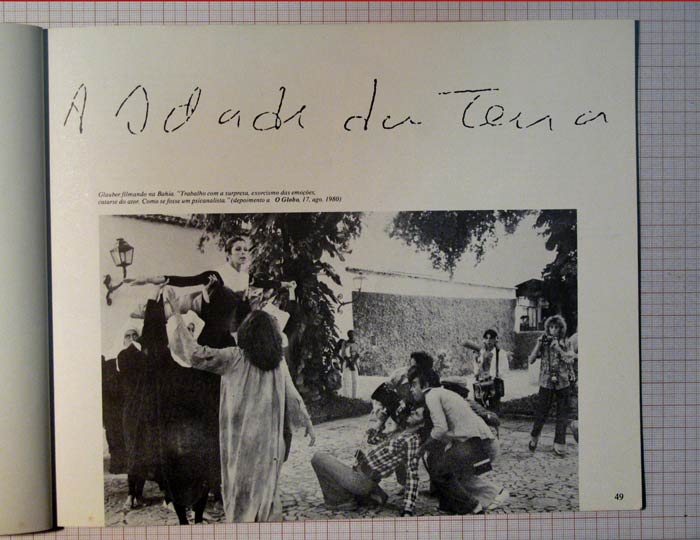 A Idade da Terra
Glauber filmando na Bahia. "Trabalho com a surpresa, exorcismo das emoções,
catarse do ator. Como se fosse um psicanalista." (depoimento a O Globo, 17. ago. 1980)
49